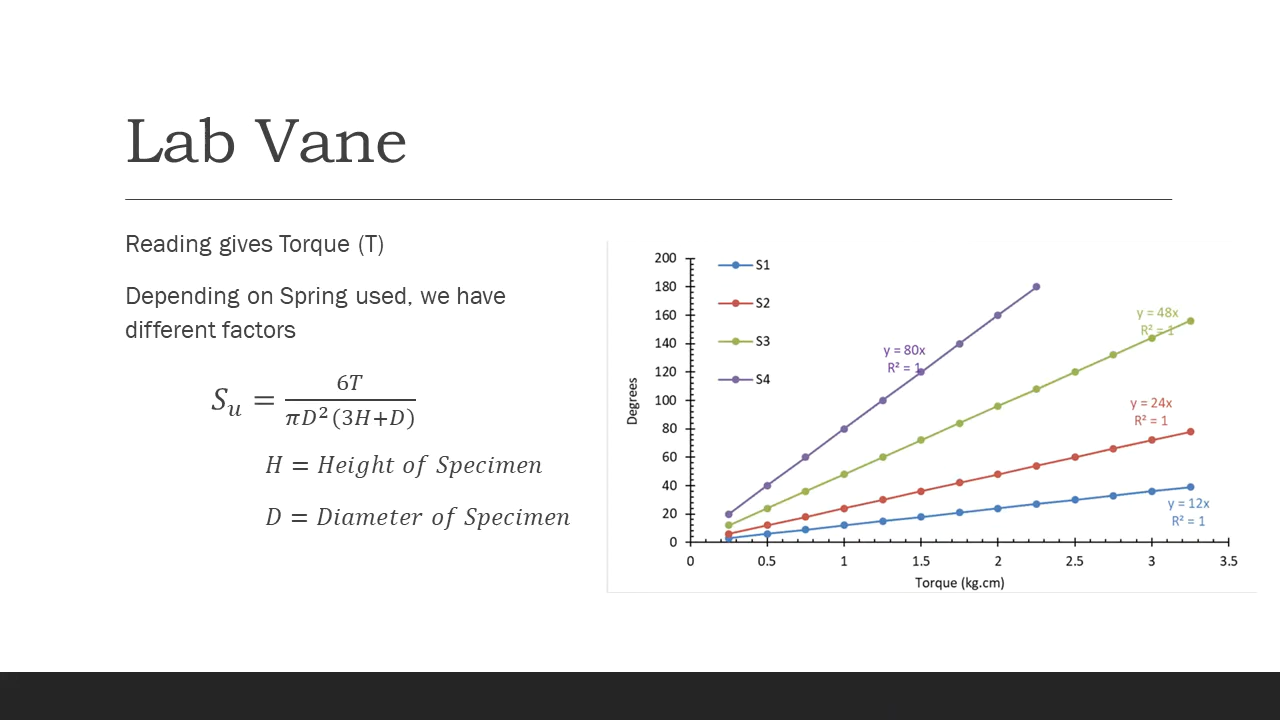 Lab Vane
Reading gives Torque (T)
Depending on Spring used, we have
different factors
S_u = 6T / πD²(3H+D)
H = Height of Specimen
D = Diameter of Specimen
200
180
160
140
120
100
80
60
40
20
0
Degrees
S1
S2
S3
S4
y = 80x
R² = 1
y = 48x
R² = 1
y = 24x
R² = 1
y = 12x
R² = 1
0 0.5 1 1.5 2 2.5 3 3.5
Torque (kg.cm)